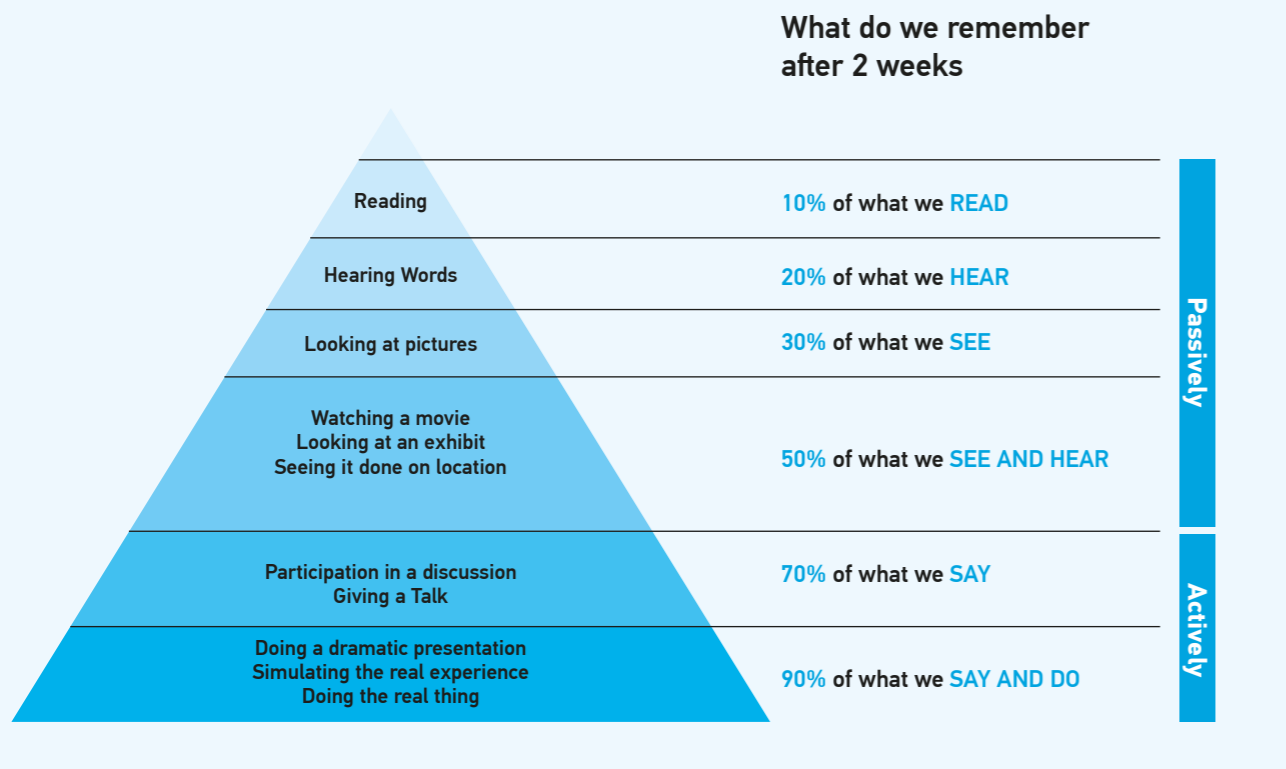 What do we remember
after 2 weeks
Reading
10% of what we READ
Hearing Words
20% of what we HEAR
Looking at pictures
30% of what we SEE
Watching a movie
Looking at an exhibit
Seeing it done on location
50% of what we SEE AND HEAR
Passively
Participation in a discussion
Giving a Talk
70% of what we SAY
Doing a dramatic presentation
Simulating the real experience
Doing the real thing
90% of what we SAY AND DO
Actively